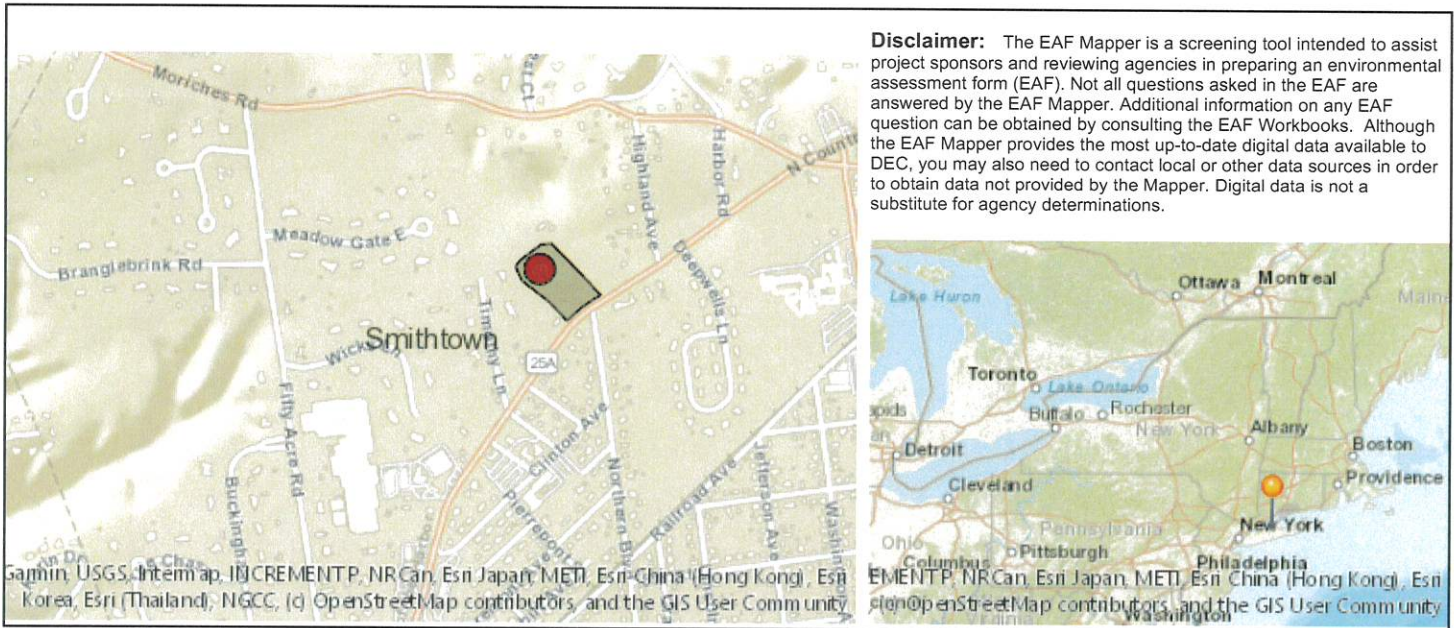 Disclaimer: The EAF Mapper is a screening tool intended to assist
project sponsors and reviewing agencies in preparing an environmental
assessment form (EAF). Not all questions asked in the EAF are
answered by the EAF Mapper. Additional information on any EAF
question can be obtained by consulting the EAF Workbooks. Although
the EAF Mapper provides the most up-to-date digital data available to
DEC, you may also need to contact local or other data sources in order
to obtain data not provided by the Mapper. Digital data is not a
substitute for agency determinations.
Moriches Rd
Highland Ave
Harbor Rd
N Countr
Meadow Gate E
Branglebrink Rd
Deepwells Ln
Timothy Ln
Smithtown
25A
Fifty Acre Rd
Clinton Ave
Northern Blv
Railroad Ave
Jefferson Ave
Washin
Buckingh
Pierrepont
Garmin, USGS, Intermap, INCREMENT P, NRCan, Esri Japan, METI, Esri China (Hong Kong), Esri
Korea, Esri (Thailand), NGCC, (c) OpenStreetMap contributors, and the GIS User Community
Ottawa
Montreal
Lake Huron
Maine
Toronto
Lake Ontario
apids
Buffalo
Rochester
New York
Albany
Boston
Detroit
Providence
Cleveland
New York
Pennsylvania
Ohio
Pittsburgh
Columbus
Philadelphia
EMENT P, NRCan, Esri Japan, METI, Esri China (Hong Kong), Esri
OpenStreetMap contributors, and the GIS User Community
Washington
Virginia